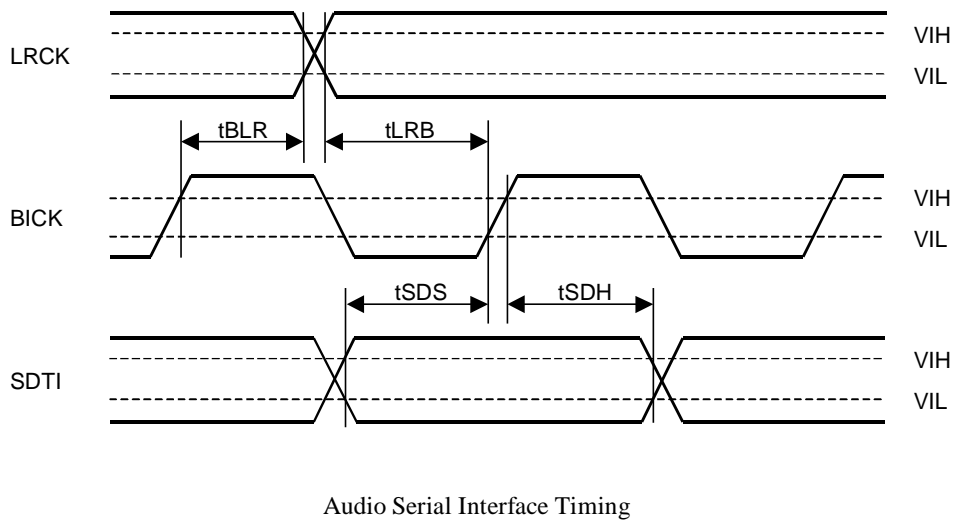 LRCK
VIH
VIL
tBLR
tLRB
BICK
VIH
VIL
tSDS
tSDH
SDTI
VIH
VIL
Audio Serial Interface Timing